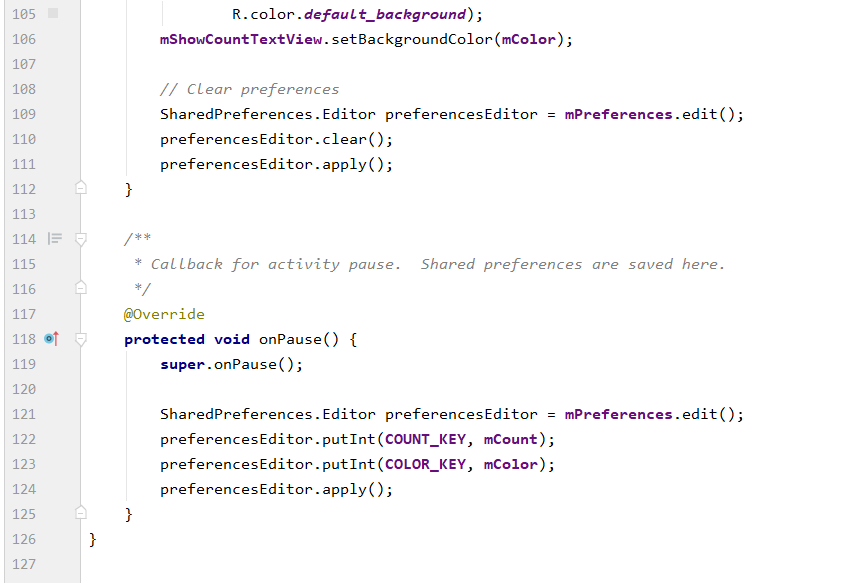 105                 R.color.default_background);
106         mShowCountTextView.setBackgroundColor(mColor);
107
108         // Clear preferences
109         SharedPreferences.Editor preferencesEditor = mPreferences.edit();
110         preferencesEditor.clear();
111         preferencesEditor.apply();
112     }
113
114     /**
115      * Callback for activity pause.  Shared preferences are saved here.
116      */
117     @Override
118     protected void onPause() {
119         super.onPause();
120
121         SharedPreferences.Editor preferencesEditor = mPreferences.edit();
122         preferencesEditor.putInt(COUNT_KEY, mCount);
123         preferencesEditor.putInt(COLOR_KEY, mColor);
124         preferencesEditor.apply();
125     }
126 }
127